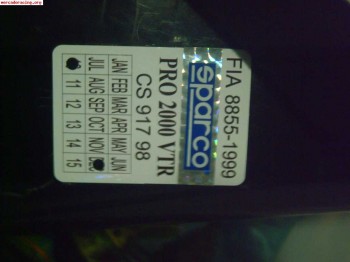 mercadoracing.org
FIA 8855-1999
sparco
PRO 2000 VTR
CS 917 98
JAN FEB MAR APR MAY JUN
JUL AUG SEP OCT NOV DEC
11 12 13 14 15